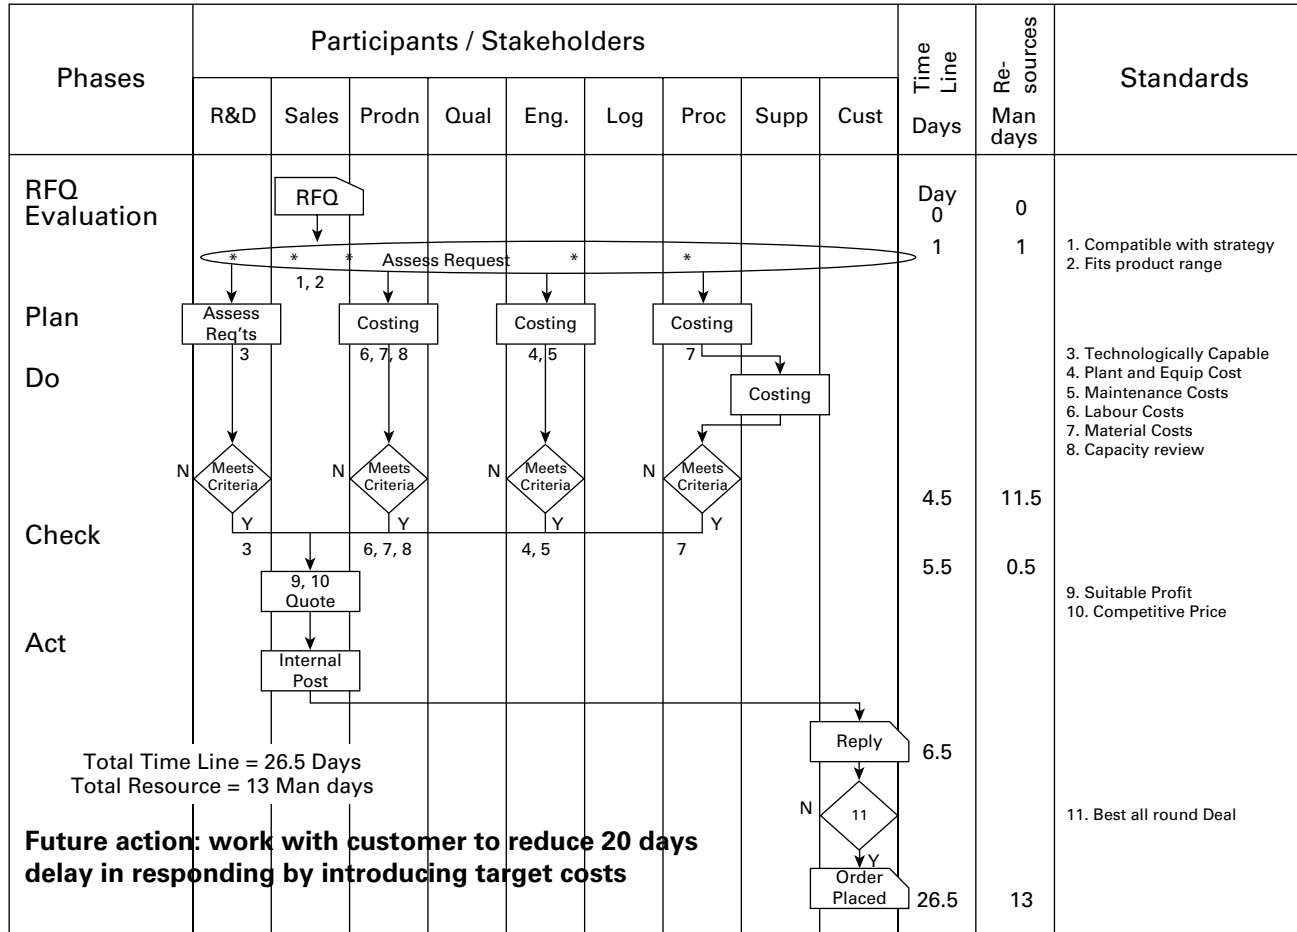 Participants / Stakeholders
Phases
Time Line
Re-sources
Standards
R&D Sales Prodn Qual Eng. Log Proc Supp Cust
Days
Man days
RFQ
Evaluation
RFQ
Day
0
0
* * * Assess Request * *
1
1
1. Compatible with strategy
2. Fits product range
1, 2
Plan
Assess
Req'ts
Costing
Costing
Costing
3
6, 7, 8
4, 5
7
3. Technologically Capable
4. Plant and Equip Cost
5. Maintenance Costs
6. Labour Costs
7. Material Costs
8. Capacity review
Do
Costing
N
Meets
Criteria
N
Meets
Criteria
N
Meets
Criteria
N
Meets
Criteria
4.5
11.5
Y
Y
Y
Y
Check
3
6, 7, 8
4, 5
7
5.5
0.5
9, 10
Quote
9. Suitable Profit
10. Competitive Price
Act
Internal
Post
Reply
6.5
Total Time Line = 26.5 Days
Total Resource = 13 Man days
N
11
11. Best all round Deal
Future action: work with customer to reduce 20 days
delay in responding by introducing target costs
Y
Order
Placed
26.5
13